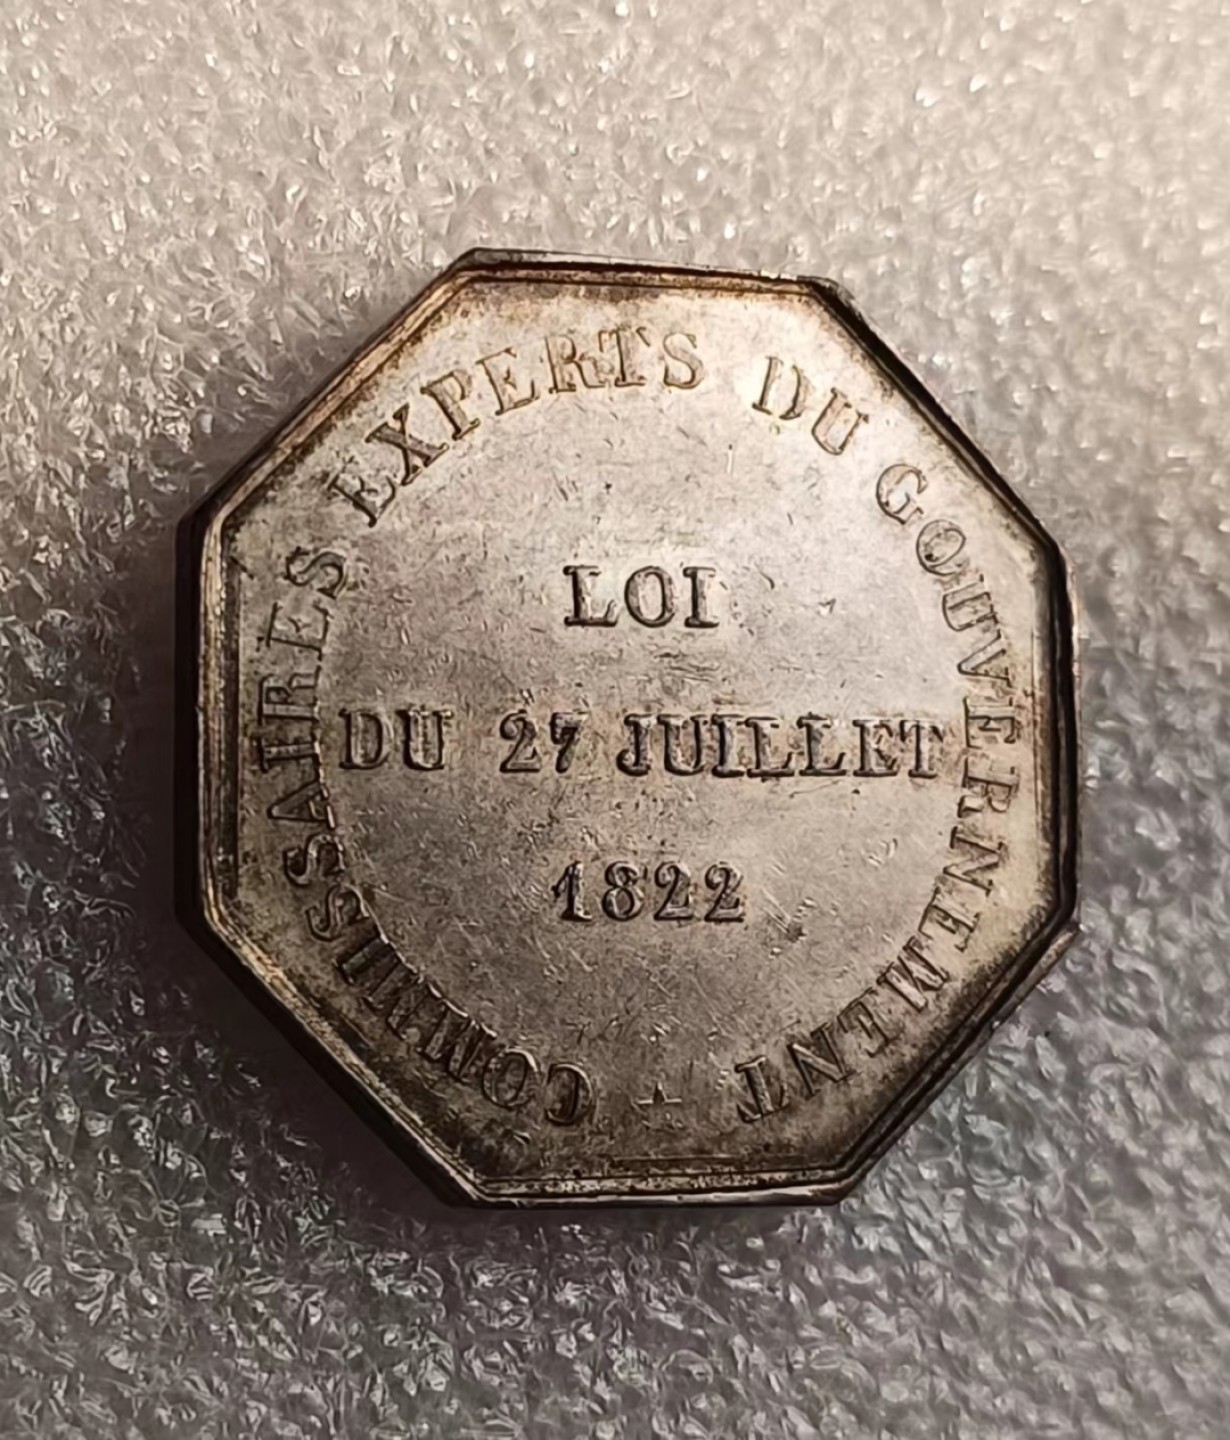 COMMISSAIRES EXPERTS DU GOUVERNEMENT
LOI
DU 27 JUILLET
1822